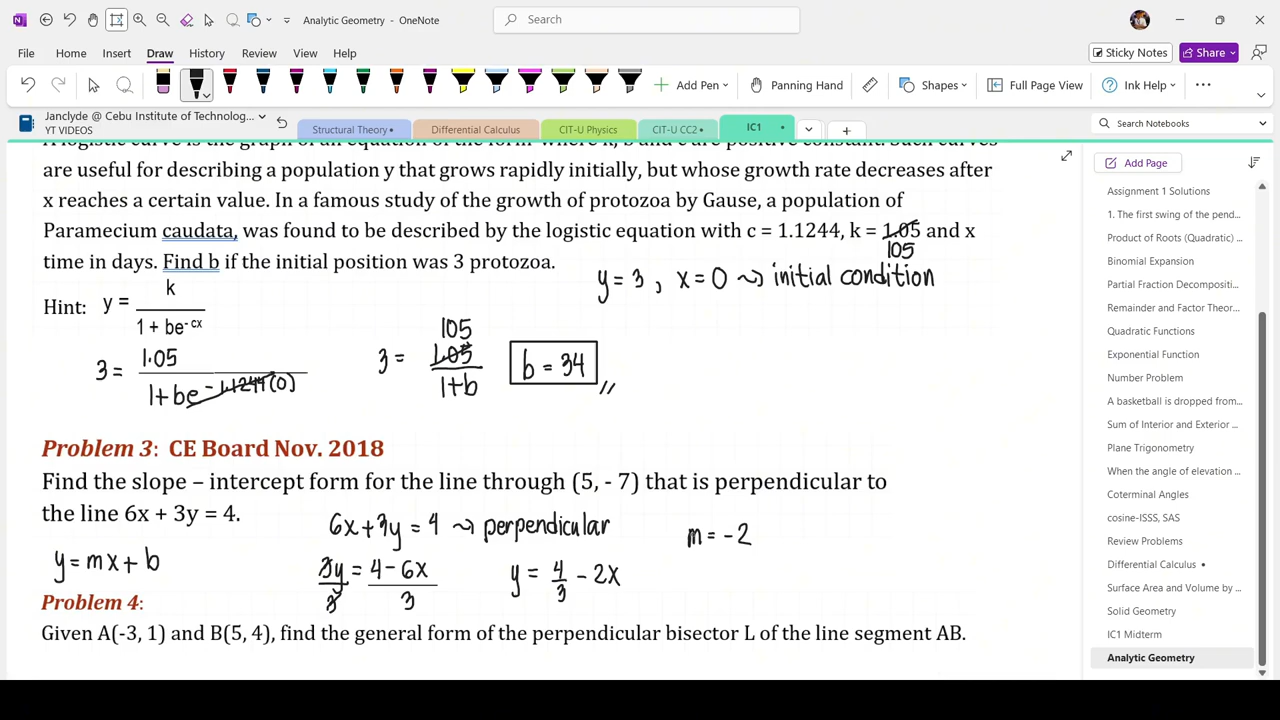 Analytic Geometry - OneNote
Search
File Home Insert Draw History Review View Help
Sticky Notes Share
Add Pen Panning Hand Shapes Full Page View Ink Help
Janclyde @ Cebu Institute of Technolog...
YT VIDEOS
Structural Theory Differential Calculus CIT-U Physics CIT-U CC2 IC1
Search Notebooks
are useful for describing a population y that grows rapidly initially, but whose growth rate decreases after
x reaches a certain value. In a famous study of the growth of protozoa by Gause, a population of
Paramecium caudata, was found to be described by the logistic equation with c = 1.1244, k = 1.05 and x
105
time in days. Find b if the initial position was 3 protozoa.
y = 3 , x = 0 ~> initial condition
Hint: y = k / 1 + be^-cx
3 = 1.05 / 1+be^-1.1244(0)
105
3 = 1.05 / 1+b
b = 34 //
Problem 3: CE Board Nov. 2018
Find the slope – intercept form for the line through (5, - 7) that is perpendicular to
the line 6x + 3y = 4.
6x+3y = 4 ~> perpendicular
m = -2
y = mx + b
3y / 3 = 4 - 6x / 3
y = 4/3 - 2x
Problem 4:
Given A(-3, 1) and B(5, 4), find the general form of the perpendicular bisector L of the line segment AB.
Add Page
Assignment 1 Solutions
1. The first swing of the pend...
Product of Roots (Quadratic) ...
Binomial Expansion
Partial Fraction Decompositi...
Remainder and Factor Theor...
Quadratic Functions
Exponential Function
Number Problem
A basketball is dropped from...
Sum of Interior and Exterior ...
Plane Trigonometry
When the angle of elevation ...
Coterminal Angles
cosine-ISSS, SAS
Review Problems
Differential Calculus
Surface Area and Volume by ...
Solid Geometry
IC1 Midterm
Analytic Geometry